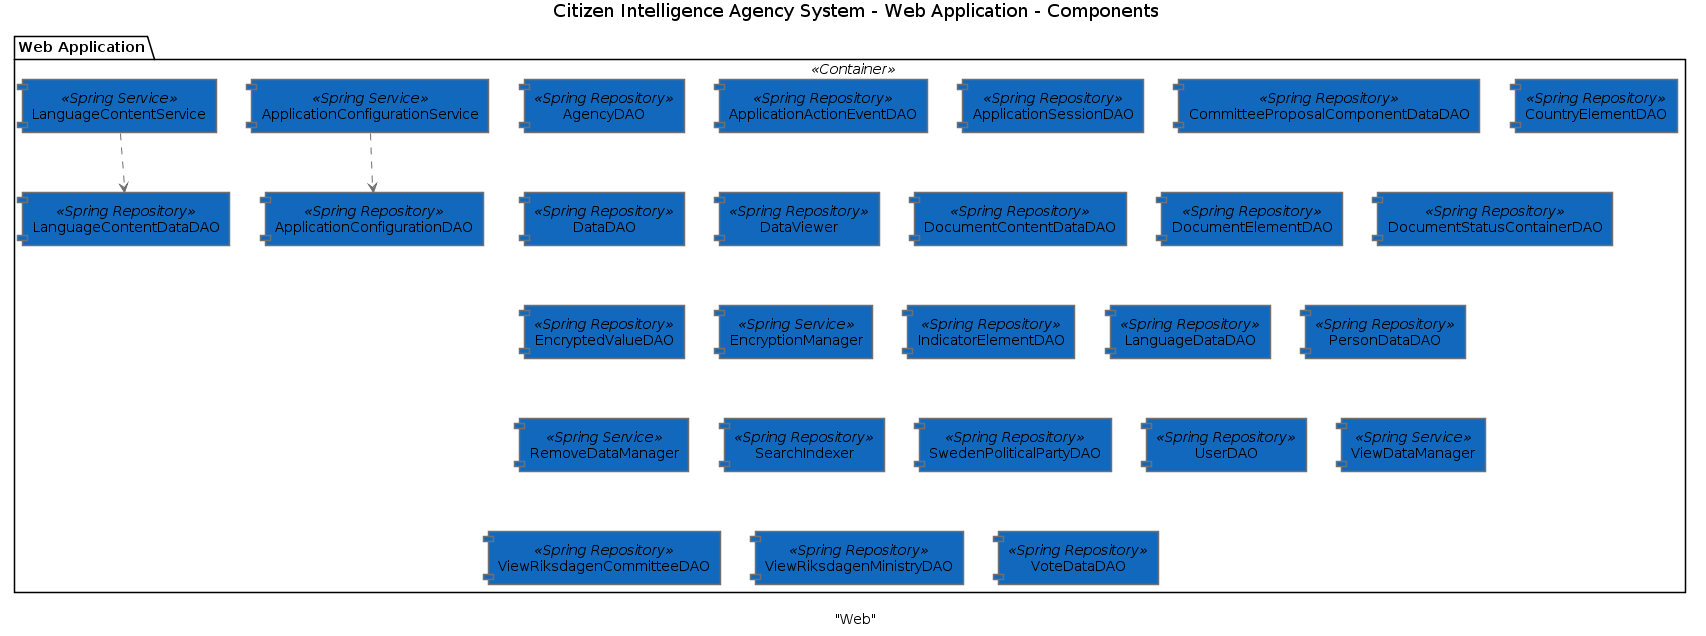 Citizen Intelligence Agency System - Web Application - Components
Web Application
«Container»
«Spring Service»
LanguageContentService
«Spring Service»
ApplicationConfigurationService
«Spring Repository»
AgencyDAO
«Spring Repository»
ApplicationActionEventDAO
«Spring Repository»
ApplicationSessionDAO
«Spring Repository»
CommitteeProposalComponentDataDAO
«Spring Repository»
CountryElementDAO
«Spring Repository»
LanguageContentDataDAO
«Spring Repository»
ApplicationConfigurationDAO
«Spring Repository»
DataDAO
«Spring Repository»
DataViewer
«Spring Repository»
DocumentContentDataDAO
«Spring Repository»
DocumentElementDAO
«Spring Repository»
DocumentStatusContainerDAO
«Spring Repository»
EncryptedValueDAO
«Spring Service»
EncryptionManager
«Spring Repository»
IndicatorElementDAO
«Spring Repository»
LanguageDataDAO
«Spring Repository»
PersonDataDAO
«Spring Service»
RemoveDataManager
«Spring Repository»
SearchIndexer
«Spring Repository»
SwedenPoliticalPartyDAO
«Spring Repository»
UserDAO
«Spring Service»
ViewDataManager
«Spring Repository»
ViewRiksdagenCommitteeDAO
«Spring Repository»
ViewRiksdagenMinistryDAO
«Spring Repository»
VoteDataDAO
"Web"